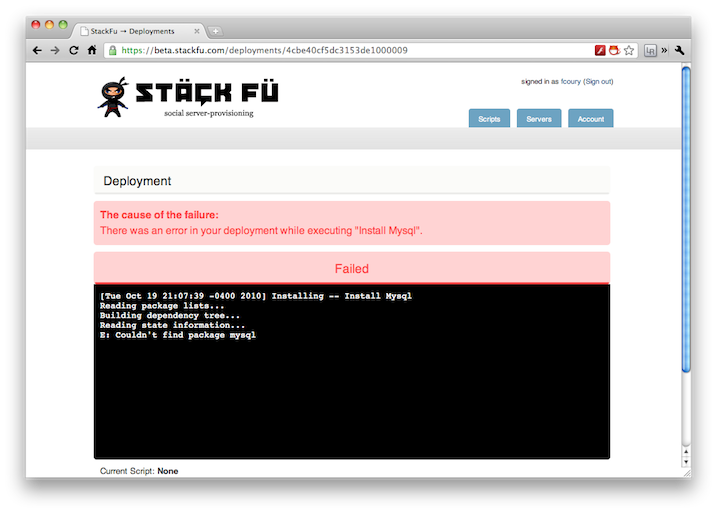 StackFu → Deployments
https://beta.stackfu.com/deployments/4cbe40cf5dc3153de1000009
LR
»
STÄÇK FÜ
social server-provisioning
signed in as fcoury (Sign out)
Scripts
Servers
Account
Deployment
The cause of the failure:
There was an error in your deployment while executing "Install Mysql".
Failed
[Tue Oct 19 21:07:39 -0400 2010] Installing -- Install Mysql
Reading package lists...
Building dependency tree...
Reading state information...
E: Couldn't find package mysql
Current Script: None